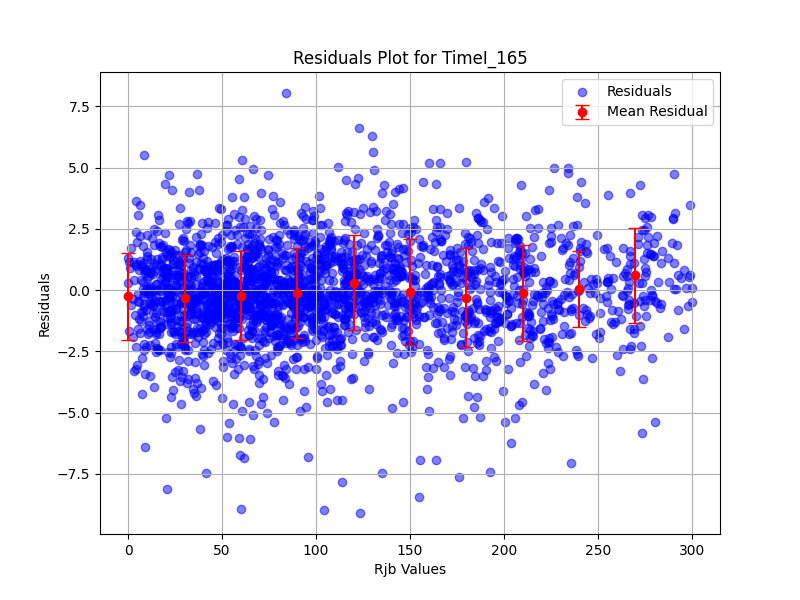 Residuals Plot for TimeI_165
Residuals
Mean Residual
7.5
5.0
2.5
0.0
−2.5
−5.0
−7.5
Residuals
0 50 100 150 200 250 300
Rjb Values